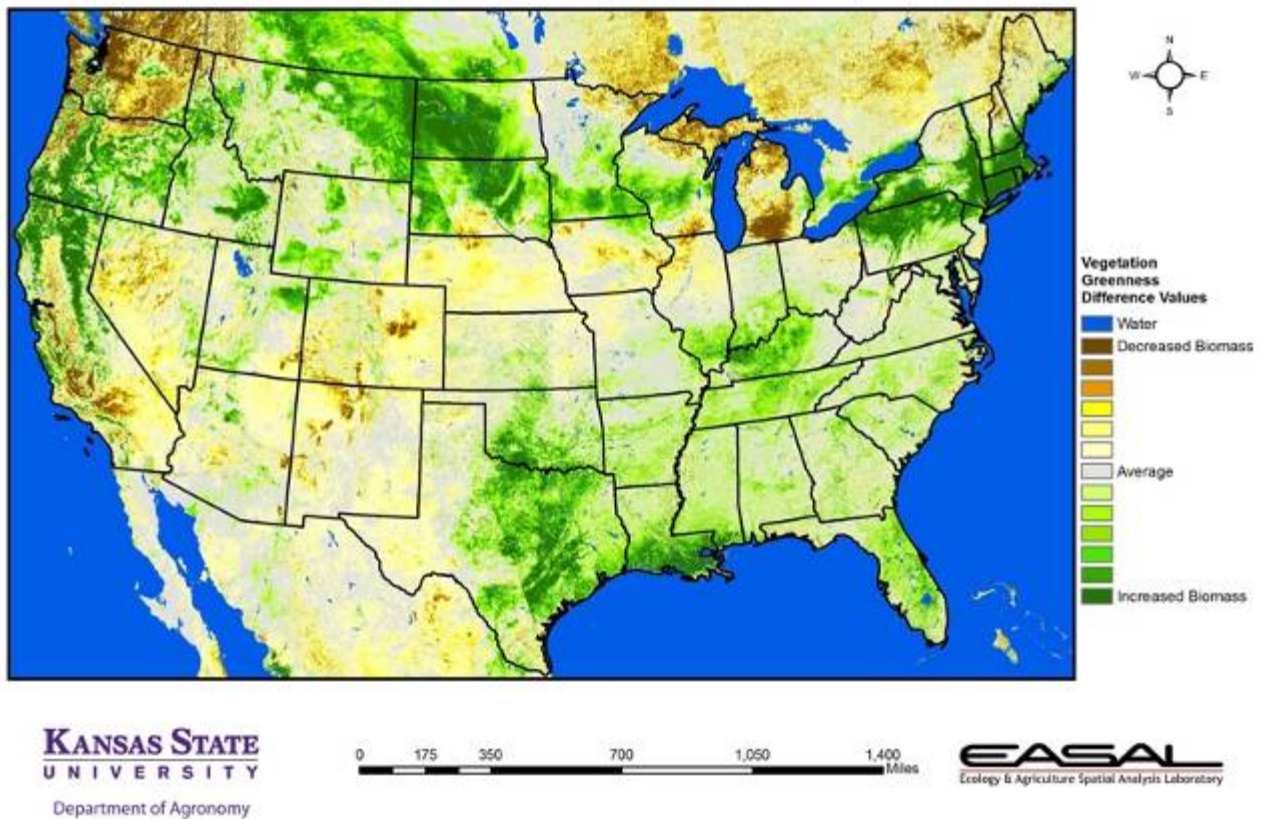 N
W
E
S
Vegetation
Greenness
Difference Values
Water
Decreased Biomass
Average
Increased Biomass
KANSAS STATE
UNIVERSITY
Department of Agronomy
0 175 350 700 1,050 1,400
Miles
EASAL
Ecology & Agriculture Spatial Analysis Laboratory